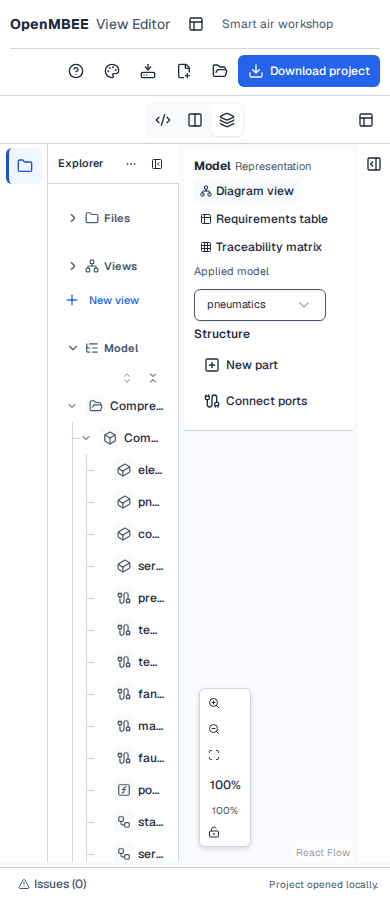 OpenMBEE View Editor Smart air workshop
Download project
Explorer
Files
Views
New view
Model
Compre...
Com...
ele...
pn...
co...
ser...
pre...
te...
te...
fan...
ma...
fau...
po...
sta...
ser...
Model Representation
Diagram view
Requirements table
Traceability matrix
Applied model
pneumatics
Structure
New part
Connect ports
100%
100%
React Flow
Issues (0)
Project opened locally.